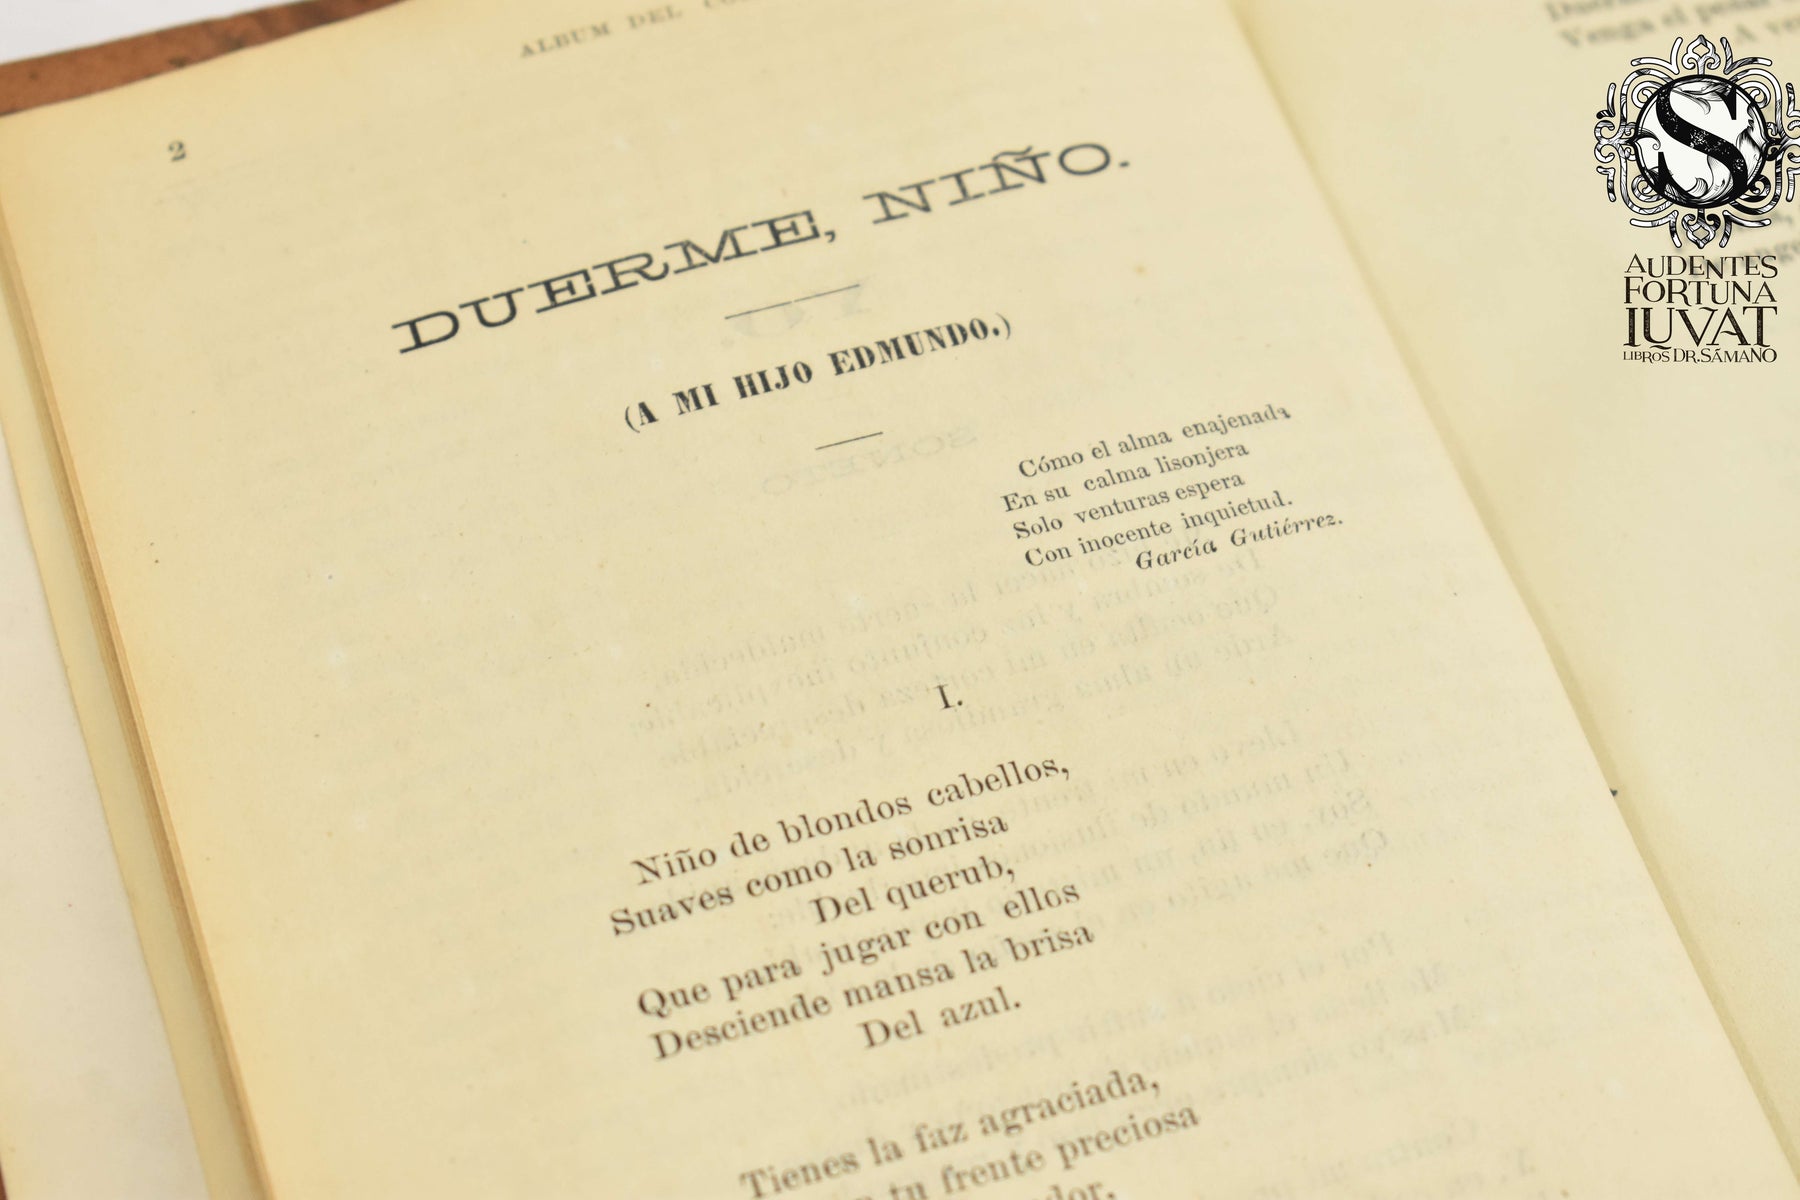 ALBUM DEL
2
DUERME, NIÑO.
(A MI HIJO EDMUNDO.)
Cómo el alma enajenada
En su calma lisonjera
Solo venturas espera
Con inocente inquietud.
García Gutiérrez.
I.
Niño de blondos cabellos,
Suaves como la sonrisa
Del querub,
Que para jugar con ellos
Desciende mansa la brisa
Del azul.
Tienes la faz agraciada,
tu frente preciosa
Venga el
S
AUDENTES
FORTUNA
IUVAT
LIBROS DR. SÁMANO